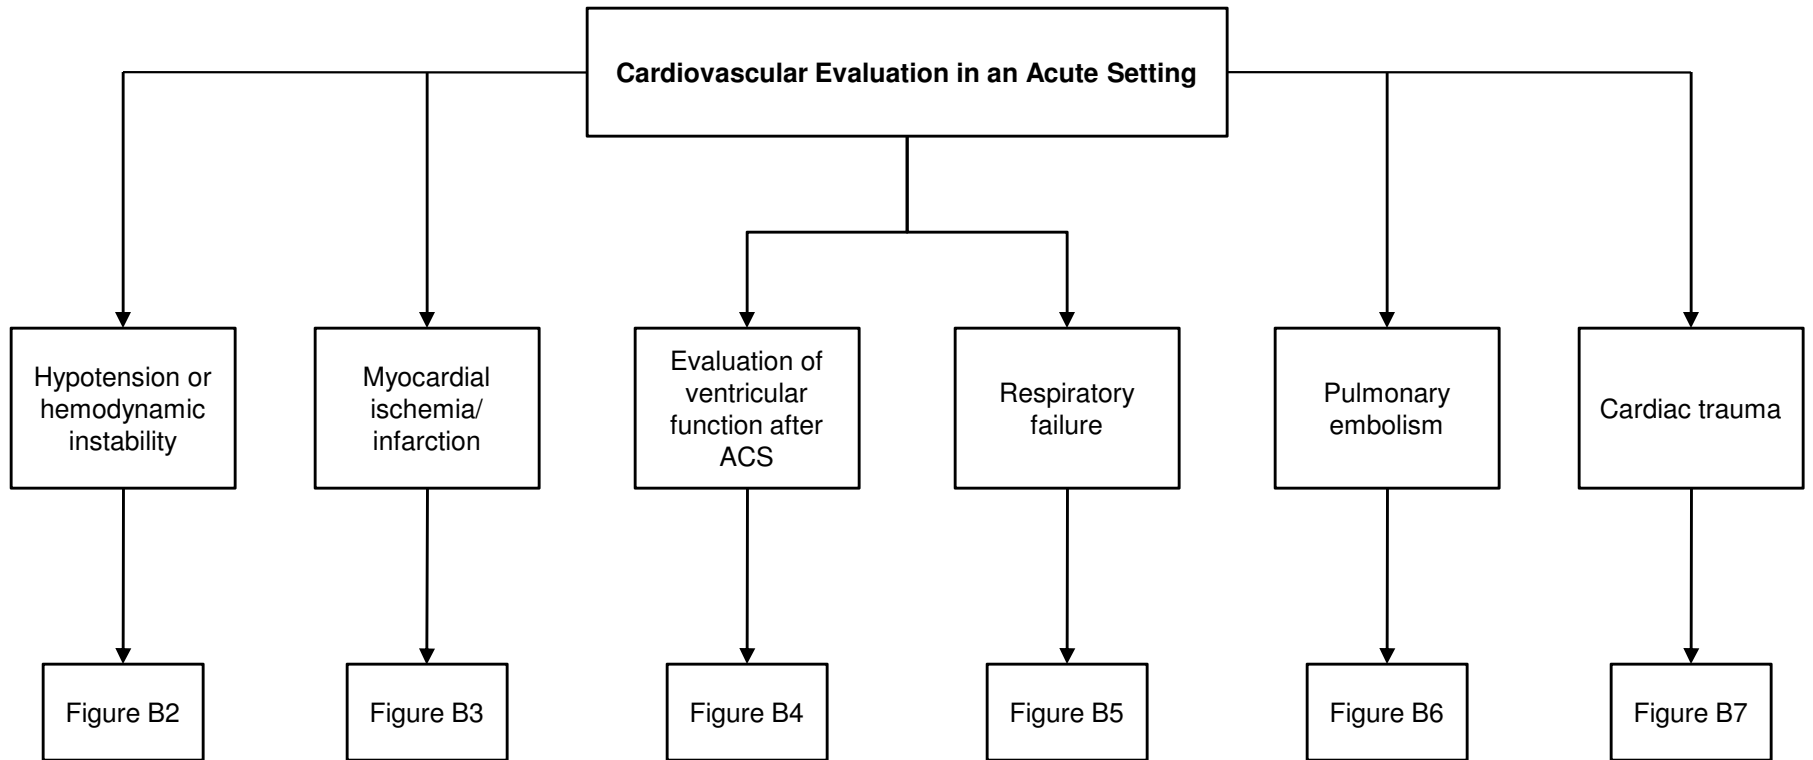 Cardiovascular Evaluation in an Acute Setting
Hypotension or
hemodynamic
instability
Myocardial
ischemia/
infarction
Evaluation of
ventricular
function after
ACS
Respiratory
failure
Pulmonary
embolism
Cardiac trauma
Figure B2
Figure B3
Figure B4
Figure B5
Figure B6
Figure B7